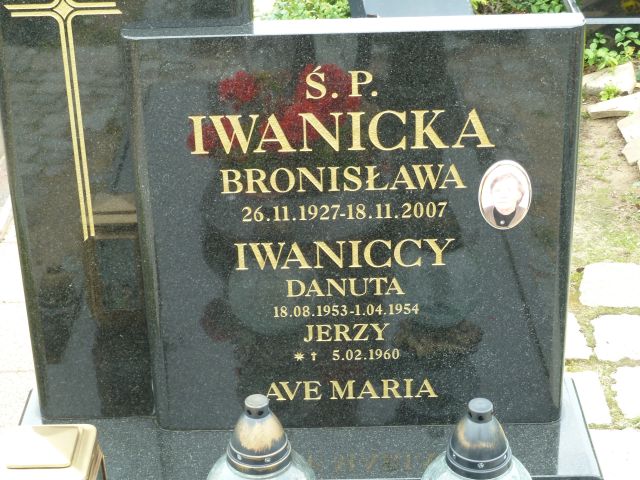 Ś. P.
IWANICKA
BRONISŁAWA
26.11.1927-18.11.2007
IWANICCY
DANUTA
18.08.1953-1.04.1954
JERZY
✶ † 5.02.1960
AVE MARIA